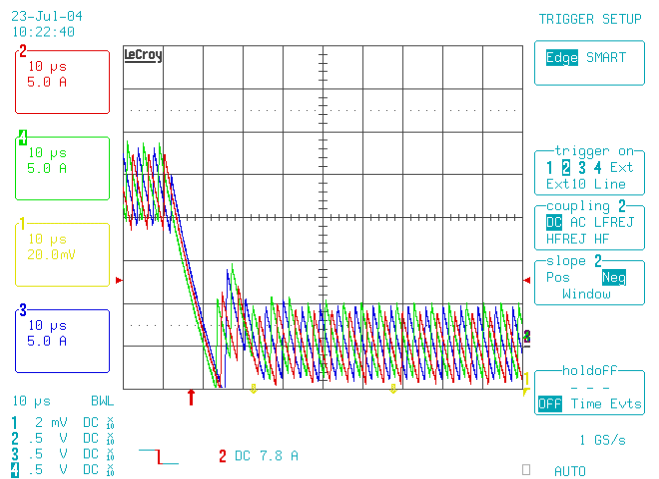 23-Jul-04
10:22:40
2
10 µs
5.0 A
4
10 µs
5.0 A
1
10 µs
20.0mV
3
10 µs
5.0 A
LeCroy
10 µs BWL
1 2 mV DC X10
2 .5 V DC X10
3 .5 V DC X10
4 .5 V DC X10
2 DC 7.8 A
TRIGGER SETUP
Edge SMART
trigger on
1 2 3 4 Ext
Ext10 Line
coupling 2
DC AC LFREJ
HFREJ HF
slope 2
Pos Neg
Window
holdoff
- - -
OFF Time Evts
1 GS/s
AUTO